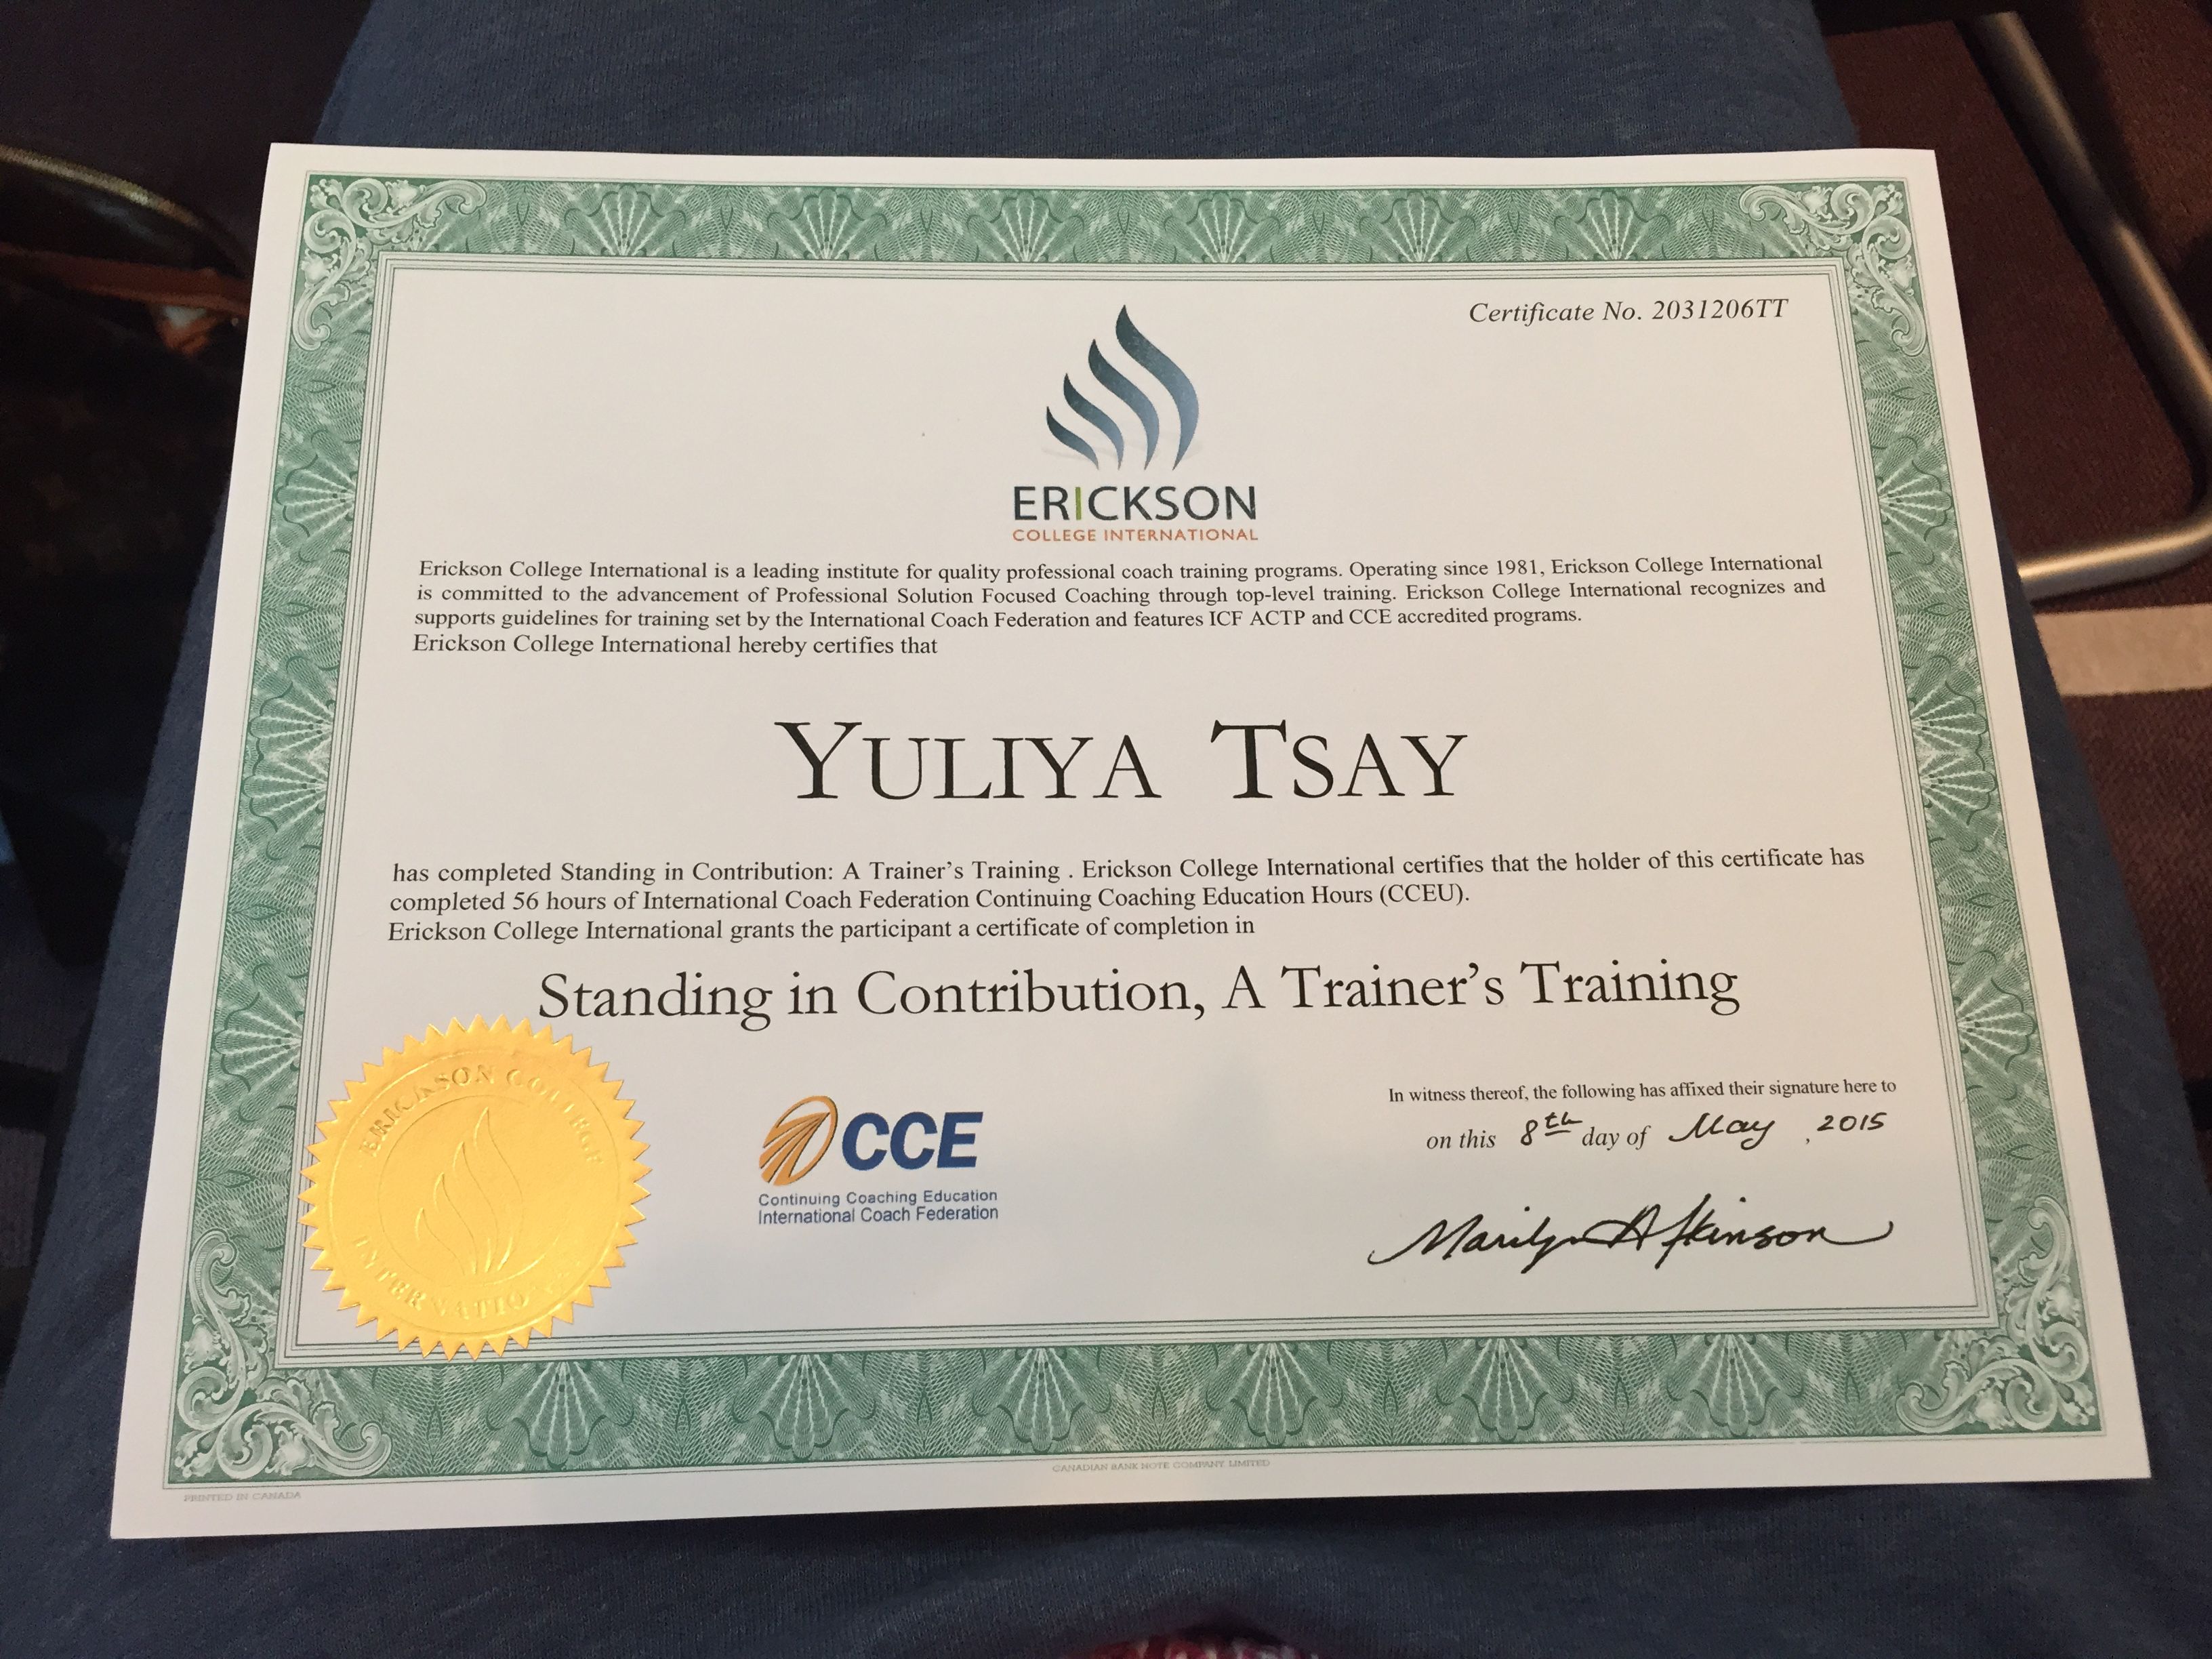 Certificate No. 2031206TT
ERICKSON
COLLEGE INTERNATIONAL
Erickson College International is a leading institute for quality professional coach training programs. Operating since 1981, Erickson College International
is committed to the advancement of Professional Solution Focused Coaching through top-level training. Erickson College International recognizes and
supports guidelines for training set by the International Coach Federation and features ICF ACTP and CCE accredited programs.
Erickson College International hereby certifies that
YULIYA TSAY
has completed Standing in Contribution: A Trainer's Training . Erickson College International certifies that the holder of this certificate has
completed 56 hours of International Coach Federation Continuing Coaching Education Hours (CCEU).
Erickson College International grants the participant a certificate of completion in
Standing in Contribution, A Trainer's Training
ERICKSON COLLEGE
INTERNATIONAL
CCE
Continuing Coaching Education
International Coach Federation
In witness thereof, the following has affixed their signature here to
on this 8th day of May , 2015
Marilyn Atkinson
CANADIAN BANK NOTE COMPANY, LIMITED
PRINTED IN CANADA